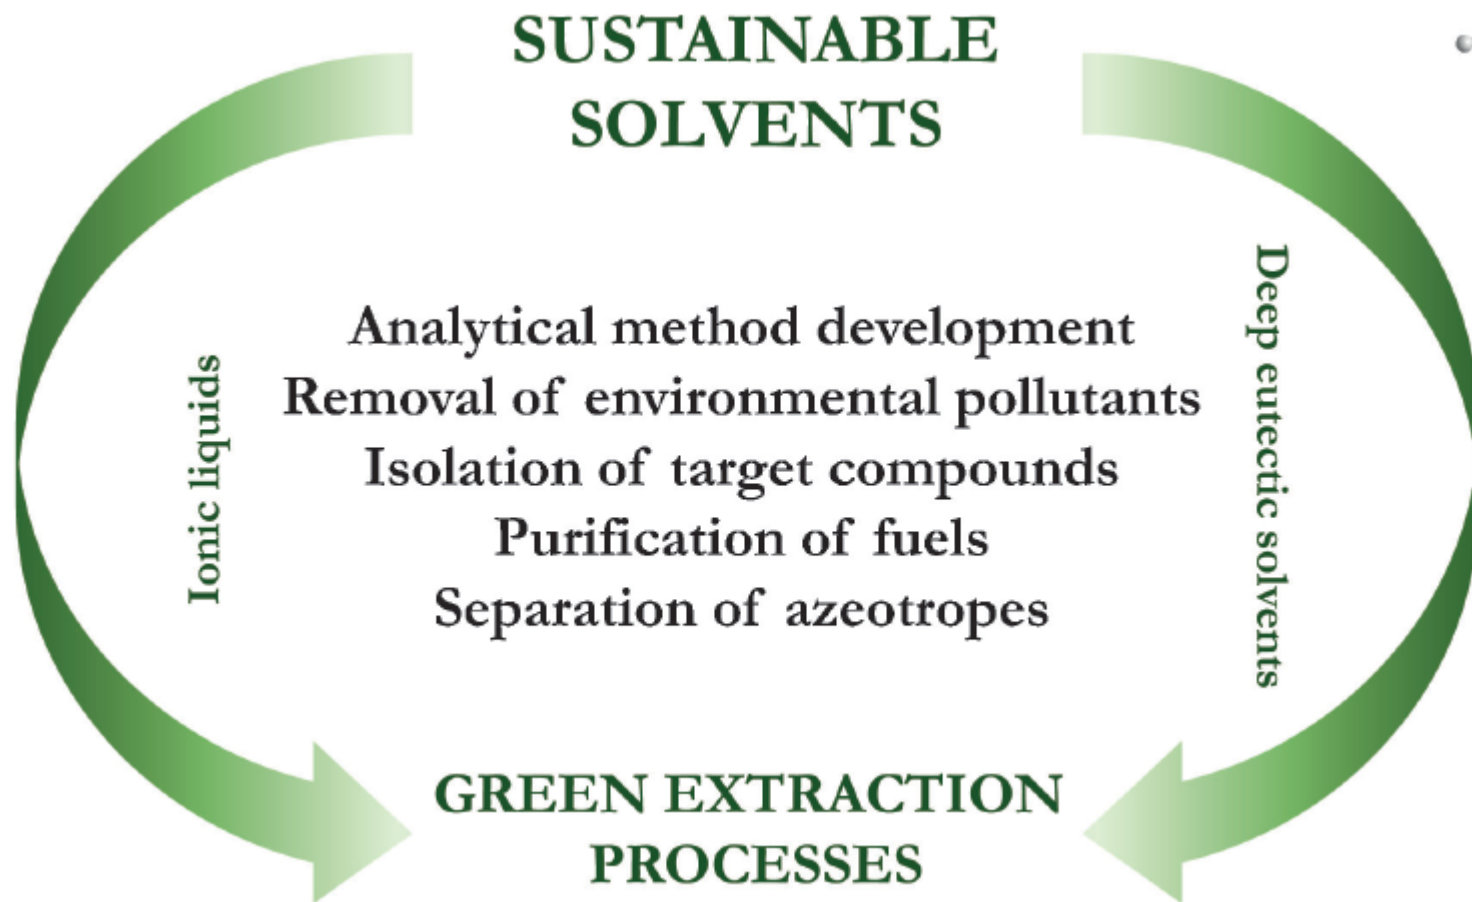 SUSTAINABLE
SOLVENTS
Ionic liquids
Analytical method development
Removal of environmental pollutants
Isolation of target compounds
Purification of fuels
Separation of azeotropes
Deep eutectic solvents
GREEN EXTRACTION
PROCESSES